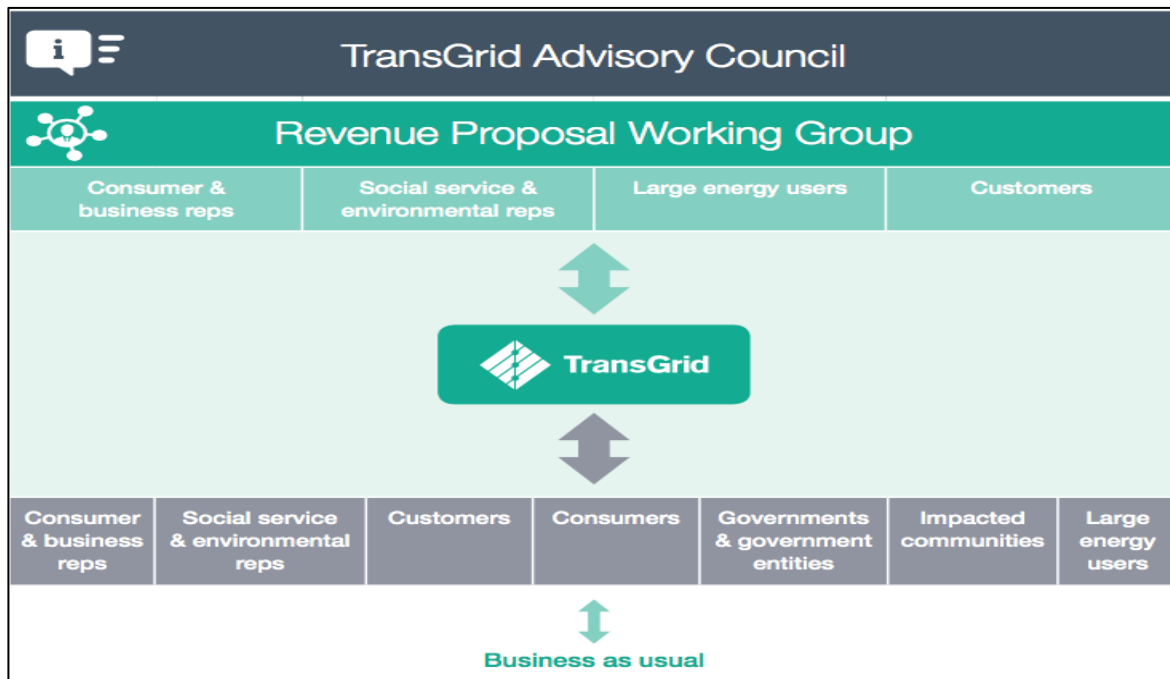 i
TransGrid Advisory Council
Revenue Proposal Working Group
Consumer &
business reps
Social service &
environmental reps
Large energy users
Customers
TransGrid
Consumer
& business
reps
Social service
& environmental
reps
Customers
Consumers
Governments
& government
entities
Impacted
communities
Large
energy
users
Business as usual